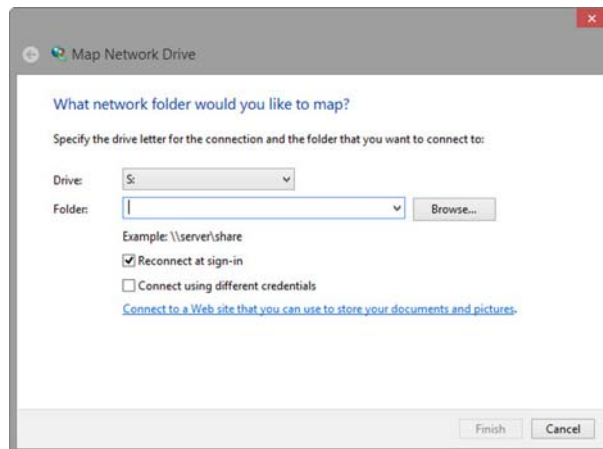 Map Network Drive
What network folder would you like to map?
Specify the drive letter for the connection and the folder that you want to connect to:
Drive: S:
Folder: Browse...
Example: \\server\share
Reconnect at sign-in
Connect using different credentials
Connect to a Web site that you can use to store your documents and pictures.
Finish Cancel